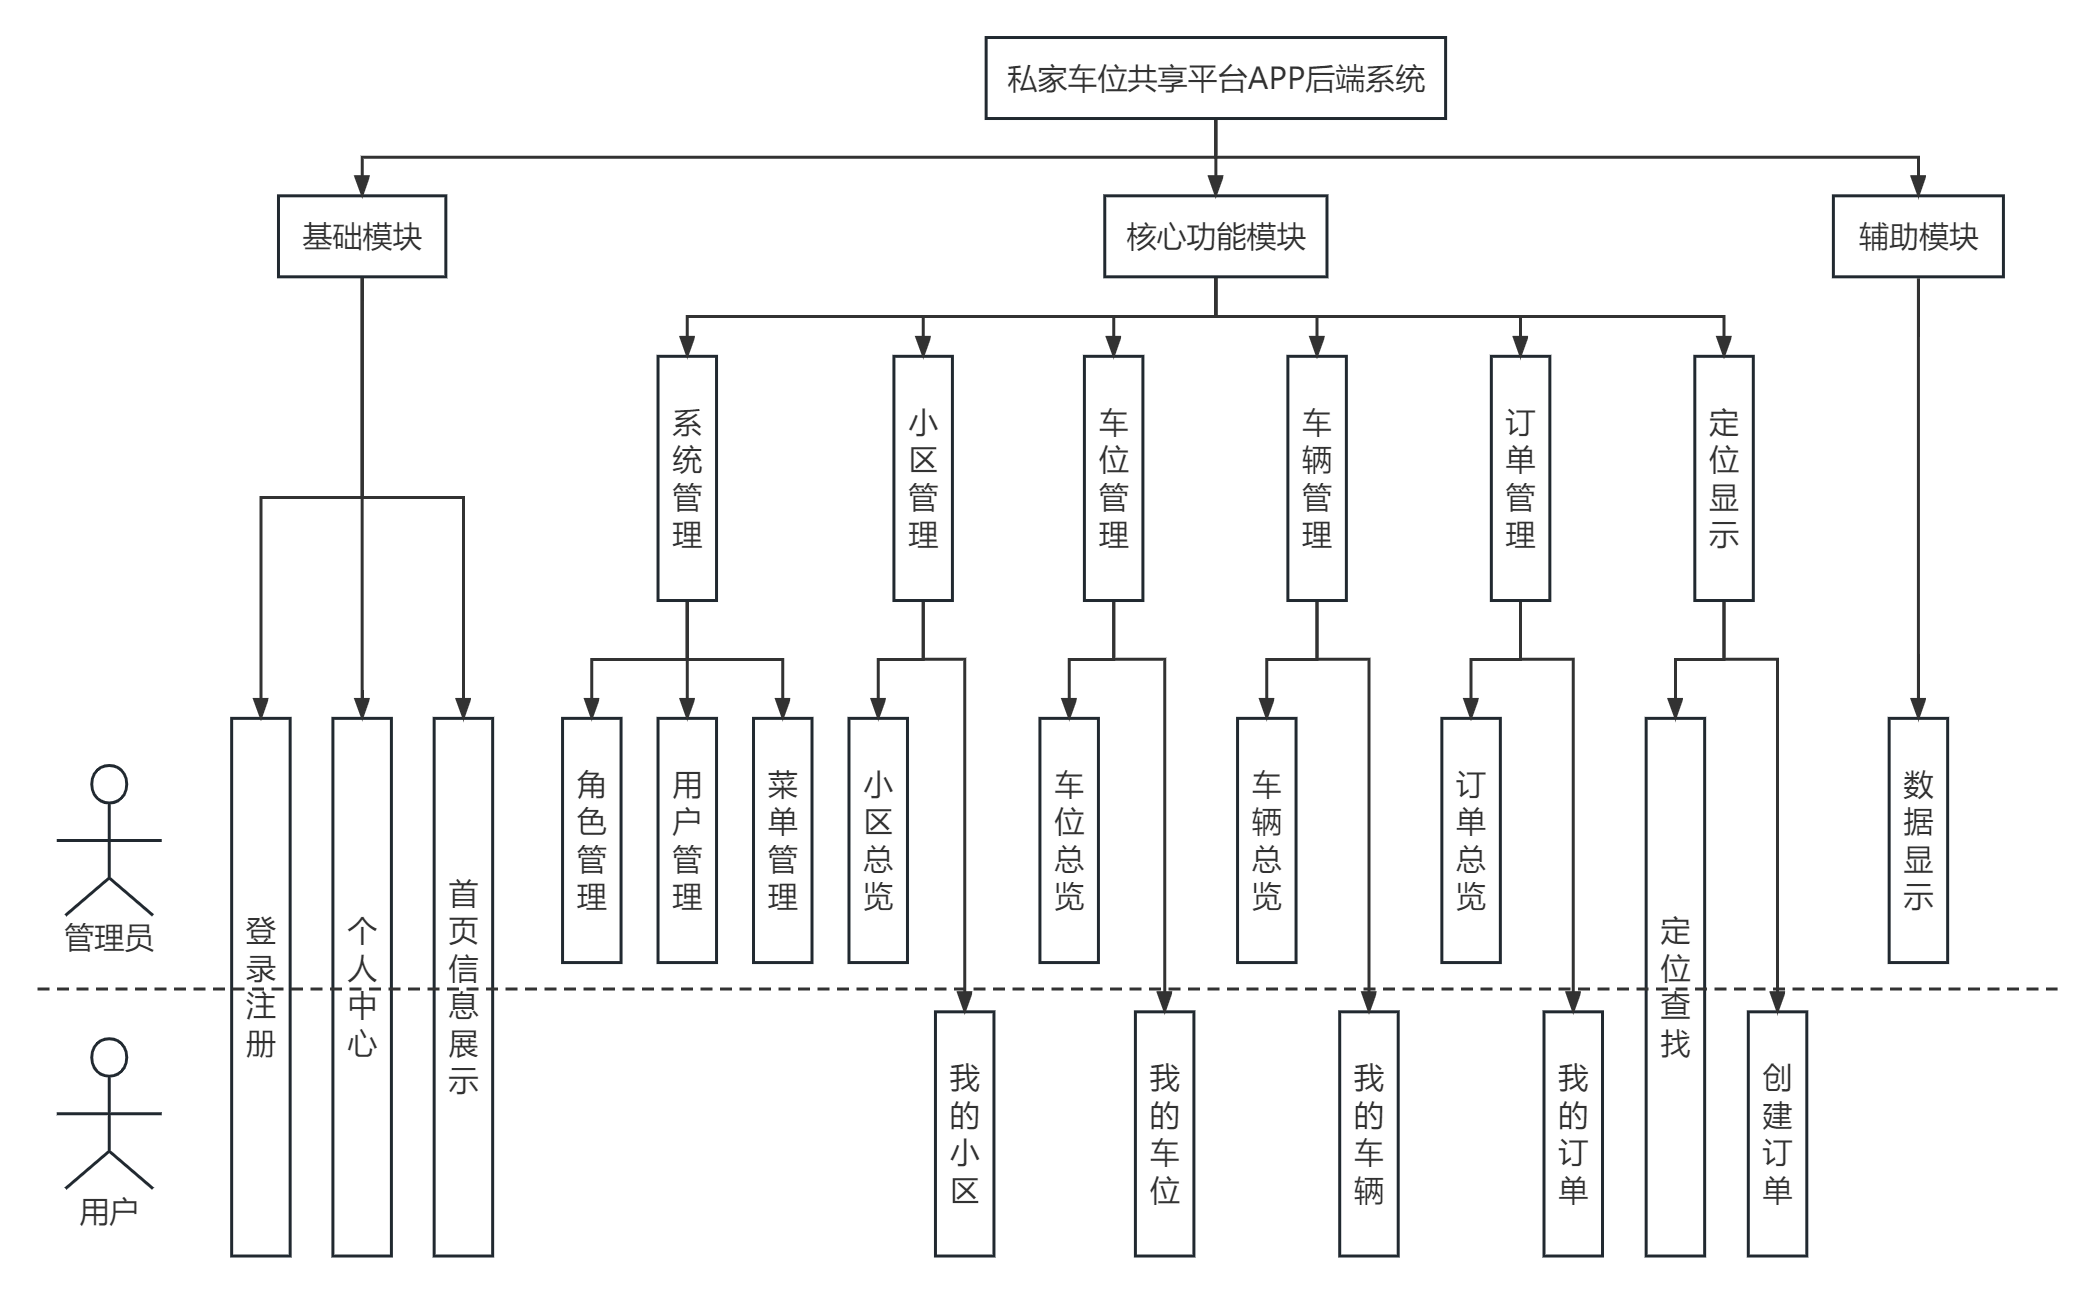 私家车位共享平台APP后端系统
基础模块
核心功能模块
辅助模块
系统管理
小区管理
车位管理
车辆管理
订单管理
定位显示
管理员
登录注册
个人中心
首页信息展示
角色管理
用户管理
菜单管理
小区总览
车位总览
车辆总览
订单总览
定位查找
数据显示
用户
我的小区
我的车位
我的车辆
我的订单
创建订单